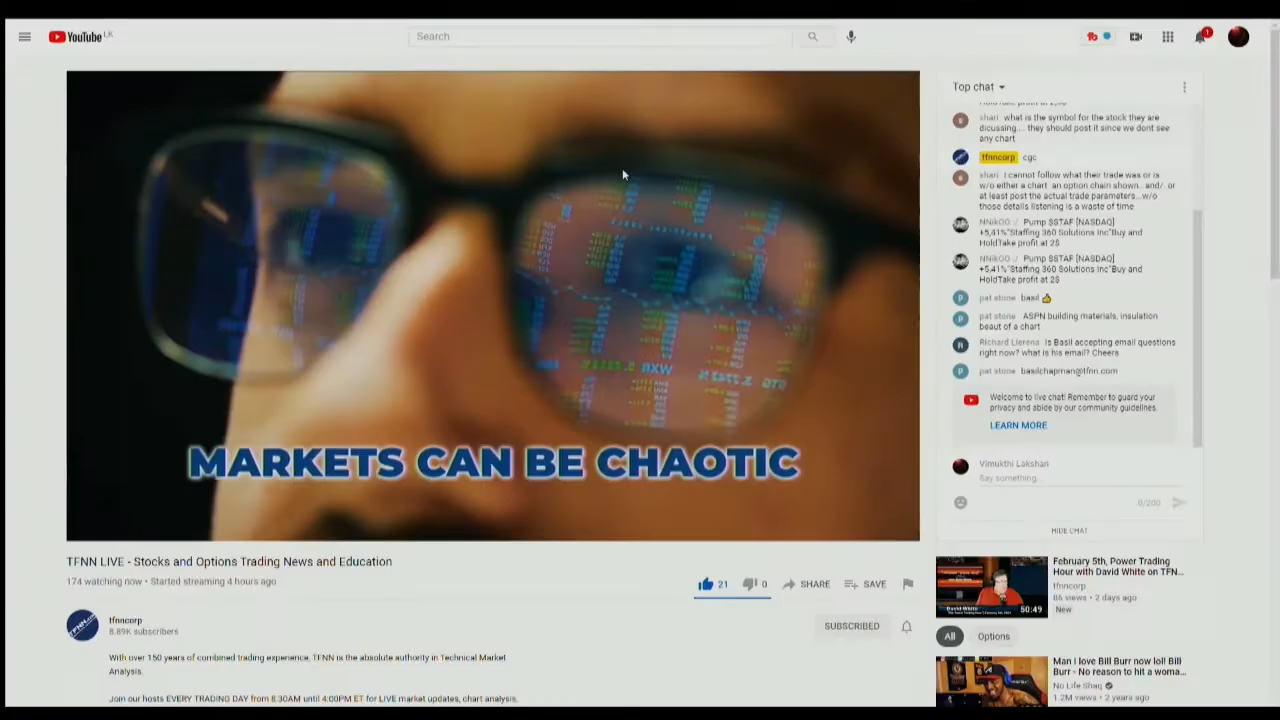 YouTube LK
Search
1
MARKETS CAN BE CHAOTIC
TFNN LIVE - Stocks and Options Trading News and Education
174 watching now • Started streaming 4 hours ago
21
0
SHARE
SAVE
tfnncorp
8.89K subscribers
SUBSCRIBED
With over 150 years of combined trading experience, TFNN is the absolute authority in Technical Market
Analysis.
Join our hosts EVERY TRADING DAY from 8:30AM until 4:00PM ET for LIVE market updates, chart analysis,
Top chat
shari what is the symbol for the stock they are
dicussing.... they should post it since we dont see
any chart
tfnncorp cgc
shari I cannot follow what their trade was or is
w/o either a chart an option chain shown...and/. or
at least post the actual trade parameters...w/o
those details listening is a waste of time
NNikOO :/ Pump $STAF [NASDAQ]
+5,41%"Staffing 360 Solutions Inc"Buy and
HoldTake profit at 2$
NNikOO :/ Pump $STAF [NASDAQ]
+5,41%"Staffing 360 Solutions Inc"Buy and
HoldTake profit at 2$
pat stone basil 👍
pat stone ASPN building materials, insulation
beaut of a chart
Richard Llerena Is Basil accepting email questions
right now? what is his email? Cheers
pat stone basilchapman@tfnn.com
Welcome to live chat! Remember to guard your
privacy and abide by our community guidelines.
LEARN MORE
Vimukthi Lakshan
Say something...
0/200
HIDE CHAT
February 5th, Power Trading
Hour with David White on TFN...
tfnncorp
86 views • 2 days ago
New
David White
50:49
All
Options
Man I love Bill Burr now lol! Bill
Burr - No reason to hit a woma...
No Life Shaq
1.2M views • 2 years ago